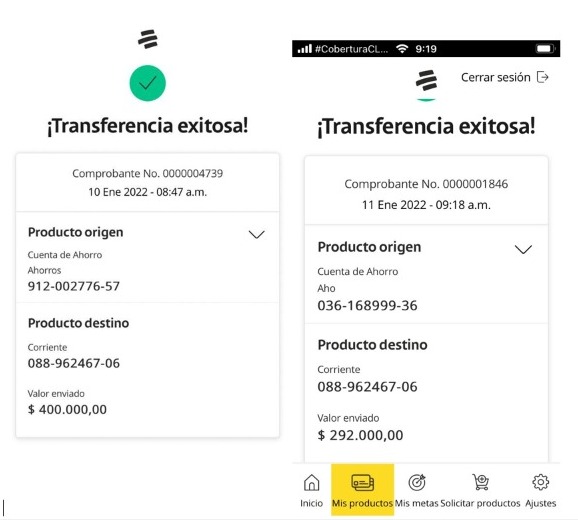 ¡Transferencia exitosa!
Comprobante No. 0000004739
10 Ene 2022 - 08:47 a.m.
Producto origen
Cuenta de Ahorro
Ahorros
912-002776-57
Producto destino
Corriente
088-962467-06
Valor enviado
$ 400.000,00
#CoberturaCL... 9:19
Cerrar sesión
¡Transferencia exitosa!
Comprobante No. 0000001846
11 Ene 2022 - 09:18 a.m.
Producto origen
Cuenta de Ahorro
Aho
036-168999-36
Producto destino
Corriente
088-962467-06
Valor enviado
$ 292.000,00
Inicio Mis productos Mis metas Solicitar productos Ajustes